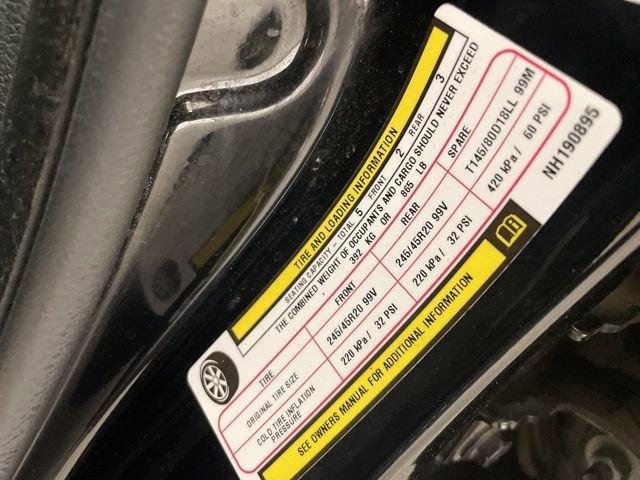 TIRE AND LOADING INFORMATION
SEATING CAPACITY - TOTAL 5 FRONT 2 REAR 3
THE COMBINED WEIGHT OF OCCUPANTS AND CARGO SHOULD NEVER EXCEED
392 KG OR 865 LB
TIRE FRONT REAR SPARE
ORIGINAL TIRE SIZE 245/45R20 99V 245/45R20 99V T145/80D18LL 99M
COLD TIRE INFLATION PRESSURE 220 kPa / 32 PSI 220 kPa / 32 PSI 420 kPa / 60 PSI
SEE OWNERS MANUAL FOR ADDITIONAL INFORMATION
NH190895